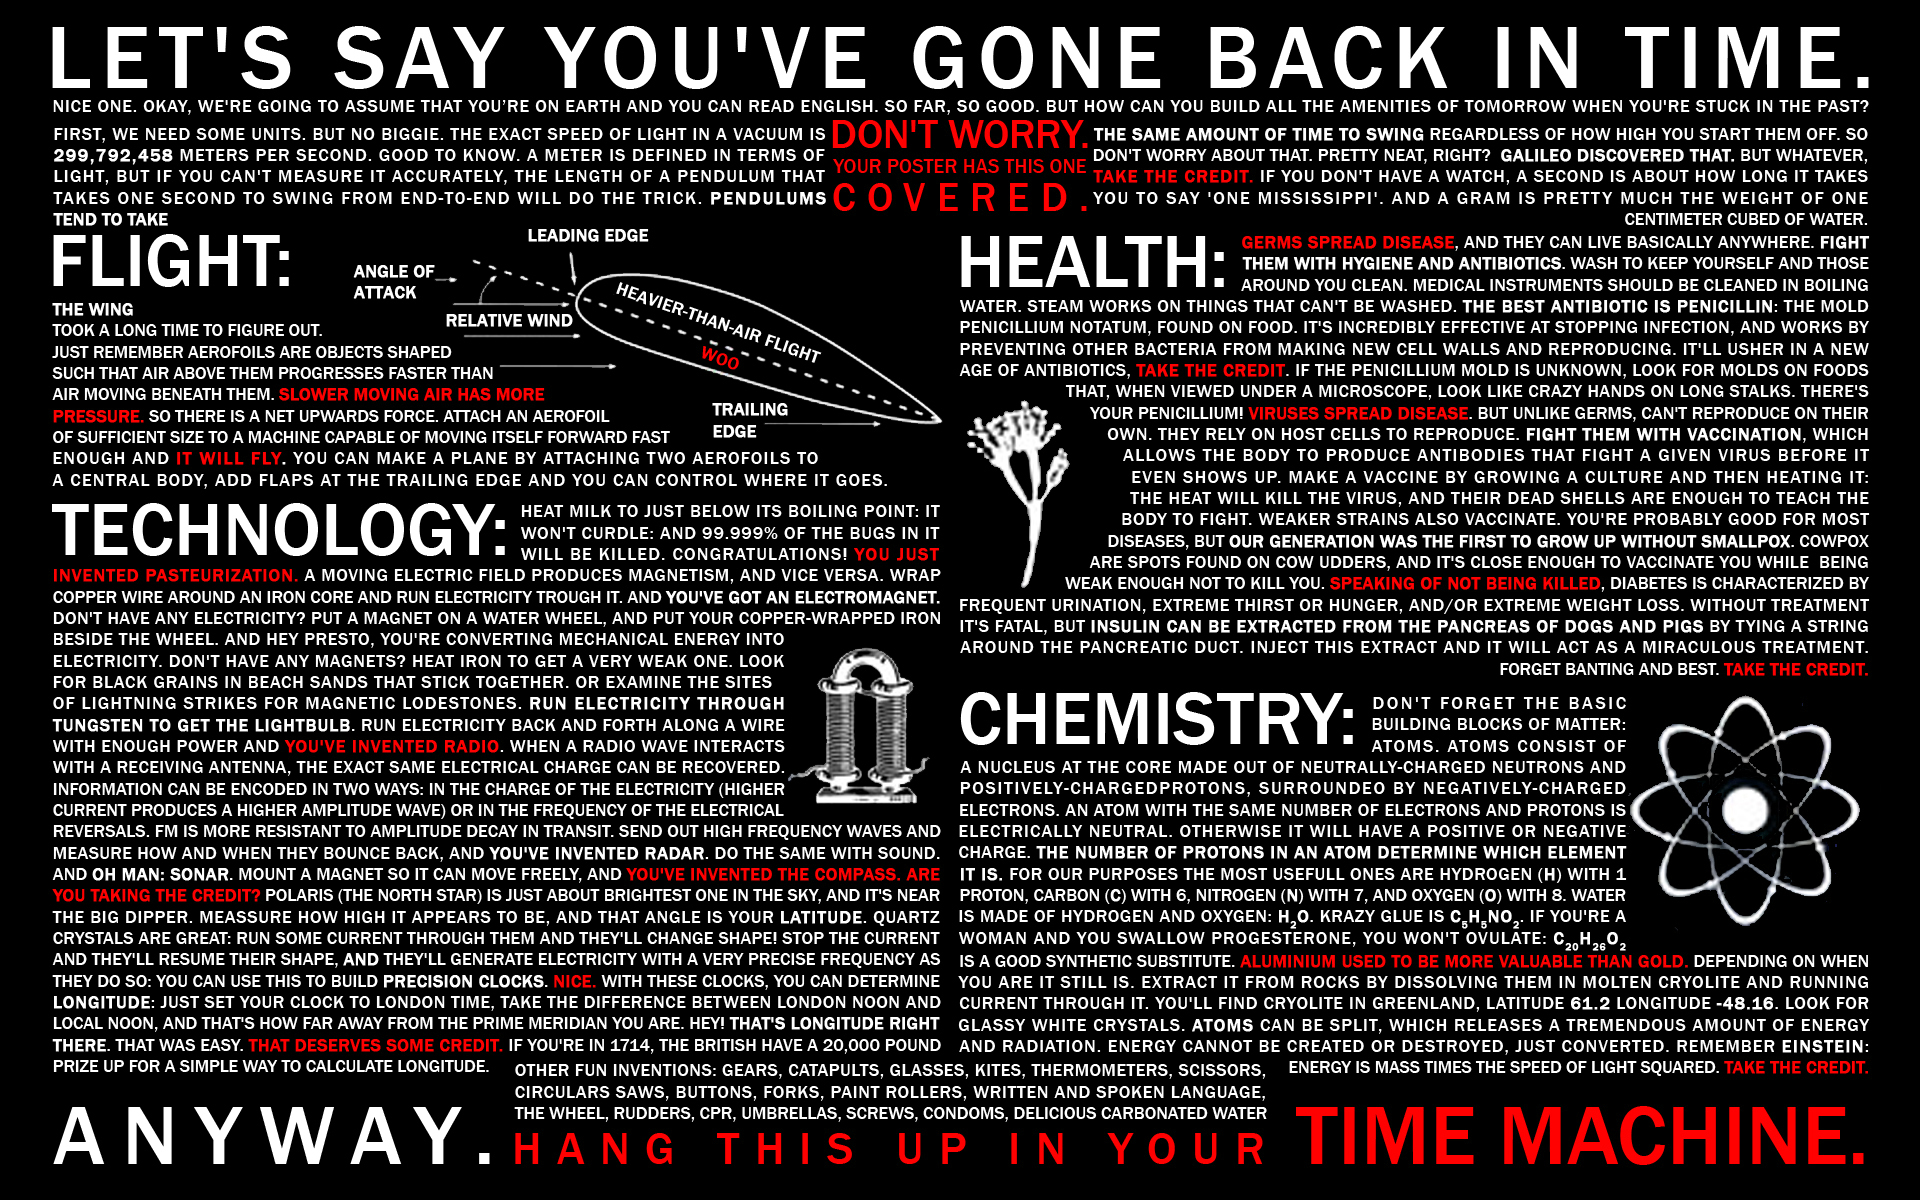 LET'S SAY YOU'VE GONE BACK IN TIME.
NICE ONE. OKAY, WE'RE GOING TO ASSUME THAT YOU'RE ON EARTH AND YOU CAN READ ENGLISH. SO FAR, SO GOOD. BUT HOW CAN YOU BUILD ALL THE AMENITIES OF TOMORROW WHEN YOU'RE STUCK IN THE PAST?
FIRST, WE NEED SOME UNITS. BUT NO BIGGIE. THE EXACT SPEED OF LIGHT IN A VACUUM IS
299,792,458 METERS PER SECOND. GOOD TO KNOW. A METER IS DEFINED IN TERMS OF
LIGHT, BUT IF YOU CAN'T MEASURE IT ACCURATELY, THE LENGTH OF A PENDULUM THAT
TAKES ONE SECOND TO SWING FROM END-TO-END WILL DO THE TRICK. PENDULUMS
TEND TO TAKE
DON'T WORRY.
YOUR POSTER HAS THIS ONE
COVERED.
THE SAME AMOUNT OF TIME TO SWING REGARDLESS OF HOW HIGH YOU START THEM OFF. SO
DON'T WORRY ABOUT THAT. PRETTY NEAT, RIGHT? GALILEO DISCOVERED THAT. BUT WHATEVER,
TAKE THE CREDIT. IF YOU DON'T HAVE A WATCH, A SECOND IS ABOUT HOW LONG IT TAKES
YOU TO SAY 'ONE MISSISSIPPI'. AND A GRAM IS PRETTY MUCH THE WEIGHT OF ONE
CENTIMETER CUBED OF WATER.
FLIGHT:
THE WING
TOOK A LONG TIME TO FIGURE OUT.
JUST REMEMBER AEROFOILS ARE OBJECTS SHAPED
SUCH THAT AIR ABOVE THEM PROGRESSES FASTER THAN
AIR MOVING BENEATH THEM. SLOWER MOVING AIR HAS MORE
PRESSURE. SO THERE IS A NET UPWARDS FORCE. ATTACH AN AEROFOIL
OF SUFFICIENT SIZE TO A MACHINE CAPABLE OF MOVING ITSELF FORWARD FAST
ENOUGH AND IT WILL FLY. YOU CAN MAKE A PLANE BY ATTACHING TWO AEROFOILS TO
A CENTRAL BODY, ADD FLAPS AT THE TRAILING EDGE AND YOU CAN CONTROL WHERE IT GOES.
LEADING EDGE
ANGLE OF
ATTACK
RELATIVE WIND
HEAVIER-THAN-AIR FLIGHT
WOO
TRAILING
EDGE
TECHNOLOGY:
HEAT MILK TO JUST BELOW ITS BOILING POINT: IT
WON'T CURDLE: AND 99.999% OF THE BUGS IN IT
WILL BE KILLED. CONGRATULATIONS! YOU JUST
INVENTED PASTEURIZATION. A MOVING ELECTRIC FIELD PRODUCES MAGNETISM, AND VICE VERSA. WRAP
COPPER WIRE AROUND AN IRON CORE AND RUN ELECTRICITY TROUGH IT. AND YOU'VE GOT AN ELECTROMAGNET.
DON'T HAVE ANY ELECTRICITY? PUT A MAGNET ON A WATER WHEEL, AND PUT YOUR COPPER-WRAPPED IRON
BESIDE THE WHEEL. AND HEY PRESTO, YOU'RE CONVERTING MECHANICAL ENERGY INTO
ELECTRICITY. DON'T HAVE ANY MAGNETS? HEAT IRON TO GET A VERY WEAK ONE. LOOK
FOR BLACK GRAINS IN BEACH SANDS THAT STICK TOGETHER. OR EXAMINE THE SITES
OF LIGHTNING STRIKES FOR MAGNETIC LODESTONES. RUN ELECTRICITY THROUGH
TUNGSTEN TO GET THE LIGHTBULB. RUN ELECTRICITY BACK AND FORTH ALONG A WIRE
WITH ENOUGH POWER AND YOU'VE INVENTED RADIO. WHEN A RADIO WAVE INTERACTS
WITH A RECEIVING ANTENNA, THE EXACT SAME ELECTRICAL CHARGE CAN BE RECOVERED.
INFORMATION CAN BE ENCODED IN TWO WAYS: IN THE CHARGE OF THE ELECTRICITY (HIGHER
CURRENT PRODUCES A HIGHER AMPLITUDE WAVE) OR IN THE FREQUENCY OF THE ELECTRICAL
REVERSALS. FM IS MORE RESISTANT TO AMPLITUDE DECAY IN TRANSIT. SEND OUT HIGH FREQUENCY WAVES AND
MEASURE HOW AND WHEN THEY BOUNCE BACK, AND YOU'VE INVENTED RADAR. DO THE SAME WITH SOUND.
AND OH MAN: SONAR. MOUNT A MAGNET SO IT CAN MOVE FREELY, AND YOU'VE INVENTED THE COMPASS. ARE
YOU TAKING THE CREDIT? POLARIS (THE NORTH STAR) IS JUST ABOUT BRIGHTEST ONE IN THE SKY, AND IT'S NEAR
THE BIG DIPPER. MEASSURE HOW HIGH IT APPEARS TO BE, AND THAT ANGLE IS YOUR LATITUDE. QUARTZ
CRYSTALS ARE GREAT: RUN SOME CURRENT THROUGH THEM AND THEY'LL CHANGE SHAPE! STOP THE CURRENT
AND THEY'LL RESUME THEIR SHAPE, AND THEY'LL GENERATE ELECTRICITY WITH A VERY PRECISE FREQUENCY AS
THEY DO SO: YOU CAN USE THIS TO BUILD PRECISION CLOCKS. NICE. WITH THESE CLOCKS, YOU CAN DETERMINE
LONGITUDE: JUST SET YOUR CLOCK TO LONDON TIME, TAKE THE DIFFERENCE BETWEEN LONDON NOON AND
LOCAL NOON, AND THAT'S HOW FAR AWAY FROM THE PRIME MERIDIAN YOU ARE. HEY! THAT'S LONGITUDE RIGHT
THERE. THAT WAS EASY. THAT DESERVES SOME CREDIT. IF YOU'RE IN 1714, THE BRITISH HAVE A 20,000 POUND
PRIZE UP FOR A SIMPLE WAY TO CALCULATE LONGITUDE.
HEALTH:
GERMS SPREAD DISEASE, AND THEY CAN LIVE BASICALLY ANYWHERE. FIGHT
THEM WITH HYGIENE AND ANTIBIOTICS. WASH TO KEEP YOURSELF AND THOSE
AROUND YOU CLEAN. MEDICAL INSTRUMENTS SHOULD BE CLEANED IN BOILING
WATER. STEAM WORKS ON THINGS THAT CAN'T BE WASHED. THE BEST ANTIBIOTIC IS PENICILLIN: THE MOLD
PENICILLIUM NOTATUM, FOUND ON FOOD. IT'S INCREDIBLY EFFECTIVE AT STOPPING INFECTION, AND WORKS BY
PREVENTING OTHER BACTERIA FROM MAKING NEW CELL WALLS AND REPRODUCING. IT'LL USHER IN A NEW
AGE OF ANTIBIOTICS, TAKE THE CREDIT. IF THE PENICILLIUM MOLD IS UNKNOWN, LOOK FOR MOLDS ON FOODS
THAT, WHEN VIEWED UNDER A MICROSCOPE, LOOK LIKE CRAZY HANDS ON LONG STALKS. THERE'S
YOUR PENICILLIUM! VIRUSES SPREAD DISEASE. BUT UNLIKE GERMS, CAN'T REPRODUCE ON THEIR
OWN. THEY RELY ON HOST CELLS TO REPRODUCE. FIGHT THEM WITH VACCINATION, WHICH
ALLOWS THE BODY TO PRODUCE ANTIBODIES THAT FIGHT A GIVEN VIRUS BEFORE IT
EVEN SHOWS UP. MAKE A VACCINE BY GROWING A CULTURE AND THEN HEATING IT:
THE HEAT WILL KILL THE VIRUS, AND THEIR DEAD SHELLS ARE ENOUGH TO TEACH THE
BODY TO FIGHT. WEAKER STRAINS ALSO VACCINATE. YOU'RE PROBABLY GOOD FOR MOST
DISEASES, BUT OUR GENERATION WAS THE FIRST TO GROW UP WITHOUT SMALLPOX. COWPOX
ARE SPOTS FOUND ON COW UDDERS, AND IT'S CLOSE ENOUGH TO VACCINATE YOU WHILE BEING
WEAK ENOUGH NOT TO KILL YOU. SPEAKING OF NOT BEING KILLED, DIABETES IS CHARACTERIZED BY
FREQUENT URINATION, EXTREME THIRST OR HUNGER, AND/OR EXTREME WEIGHT LOSS. WITHOUT TREATMENT
IT'S FATAL, BUT INSULIN CAN BE EXTRACTED FROM THE PANCREAS OF DOGS AND PIGS BY TYING A STRING
AROUND THE PANCREATIC DUCT. INJECT THIS EXTRACT AND IT WILL ACT AS A MIRACULOUS TREATMENT.
FORGET BANTING AND BEST. TAKE THE CREDIT.
CHEMISTRY:
DON'T FORGET THE BASIC
BUILDING BLOCKS OF MATTER:
ATOMS. ATOMS CONSIST OF
A NUCLEUS AT THE CORE MADE OUT OF NEUTRALLY-CHARGED NEUTRONS AND
POSITIVELY-CHARGEDPROTONS, SURROUNDEO BY NEGATIVELY-CHARGED
ELECTRONS. AN ATOM WITH THE SAME NUMBER OF ELECTRONS AND PROTONS IS
ELECTRICALLY NEUTRAL. OTHERWISE IT WILL HAVE A POSITIVE OR NEGATIVE
CHARGE. THE NUMBER OF PROTONS IN AN ATOM DETERMINE WHICH ELEMENT
IT IS. FOR OUR PURPOSES THE MOST USEFULL ONES ARE HYDROGEN (H) WITH 1
PROTON, CARBON (C) WITH 6, NITROGEN (N) WITH 7, AND OXYGEN (O) WITH 8. WATER
IS MADE OF HYDROGEN AND OXYGEN: H2O. KRAZY GLUE IS C5H5NO2. IF YOU'RE A
WOMAN AND YOU SWALLOW PROGESTERONE, YOU WON'T OVULATE: C20H26O2
IS A GOOD SYNTHETIC SUBSTITUTE. ALUMINIUM USED TO BE MORE VALUABLE THAN GOLD. DEPENDING ON WHEN
YOU ARE IT STILL IS. EXTRACT IT FROM ROCKS BY DISSOLVING THEM IN MOLTEN CRYOLITE AND RUNNING
CURRENT THROUGH IT. YOU'LL FIND CRYOLITE IN GREENLAND, LATITUDE 61.2 LONGITUDE -48.16. LOOK FOR
GLASSY WHITE CRYSTALS. ATOMS CAN BE SPLIT, WHICH RELEASES A TREMENDOUS AMOUNT OF ENERGY
AND RADIATION. ENERGY CANNOT BE CREATED OR DESTROYED, JUST CONVERTED. REMEMBER EINSTEIN:
ENERGY IS MASS TIMES THE SPEED OF LIGHT SQUARED. TAKE THE CREDIT.
OTHER FUN INVENTIONS: GEARS, CATAPULTS, GLASSES, KITES, THERMOMETERS, SCISSORS,
CIRCULARS SAWS, BUTTONS, FORKS, PAINT ROLLERS, WRITTEN AND SPOKEN LANGUAGE,
THE WHEEL, RUDDERS, CPR, UMBRELLAS, SCREWS, CONDOMS, DELICIOUS CARBONATED WATER
ANYWAY. HANG THIS UP IN YOUR TIME MACHINE.